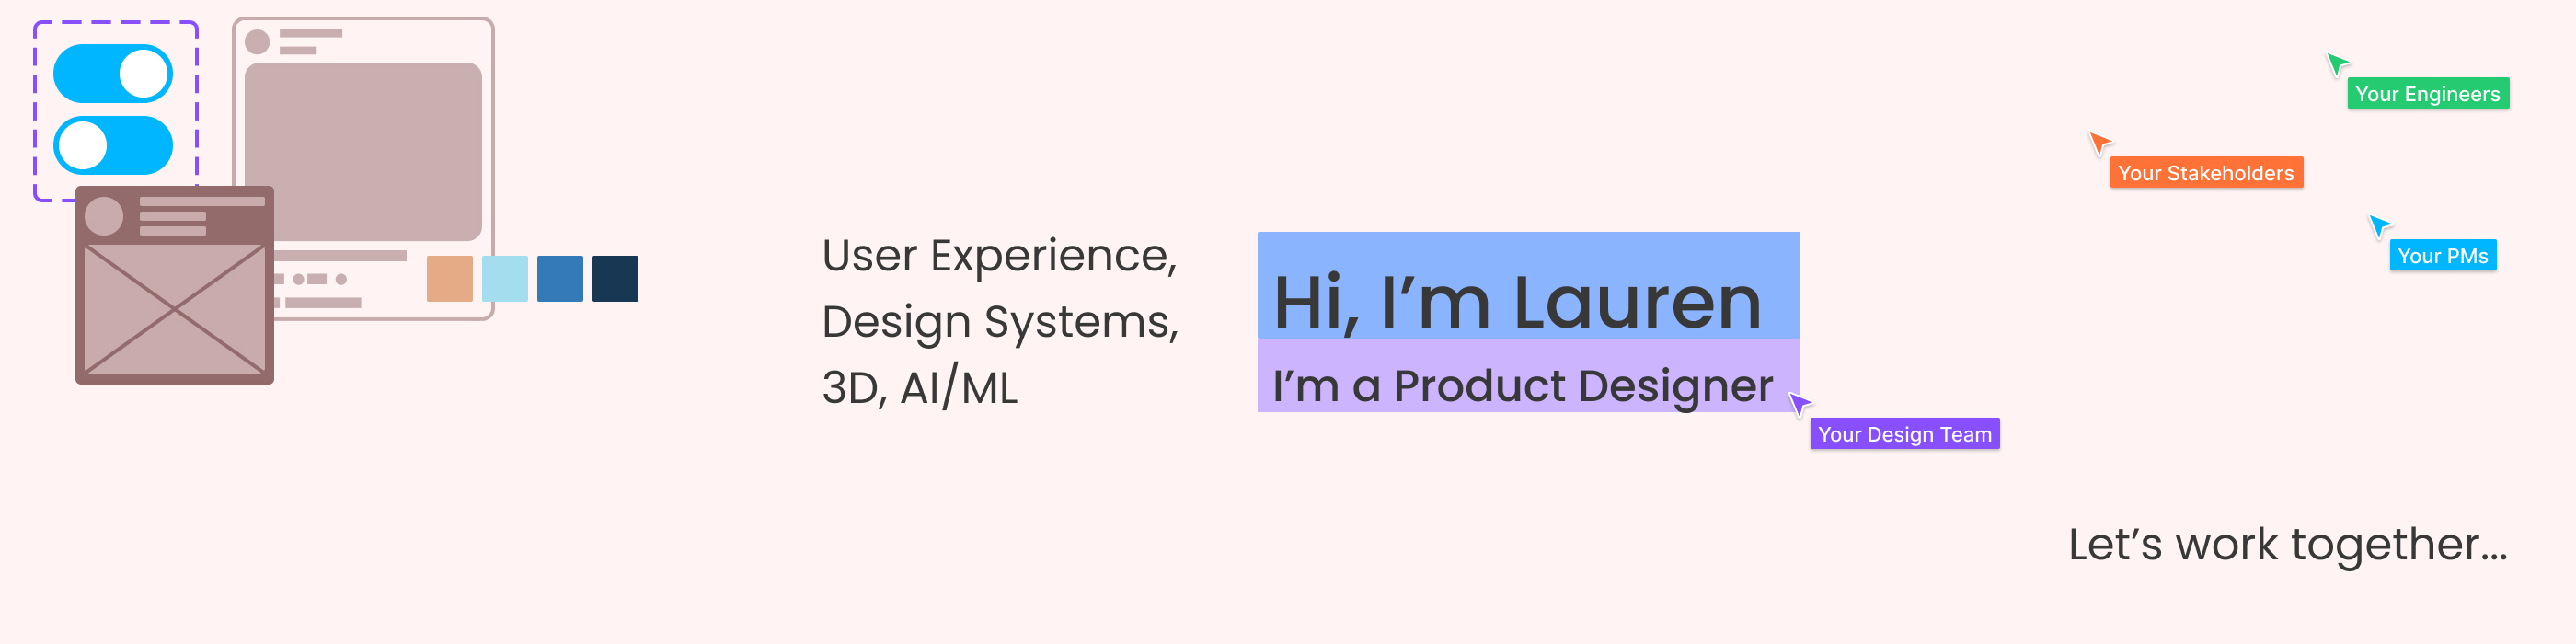 User Experience,
Design Systems,
3D, AI/ML
Hi, I’m Lauren
I’m a Product Designer
Your Design Team
Your Engineers
Your Stakeholders
Your PMs
Let’s work together...